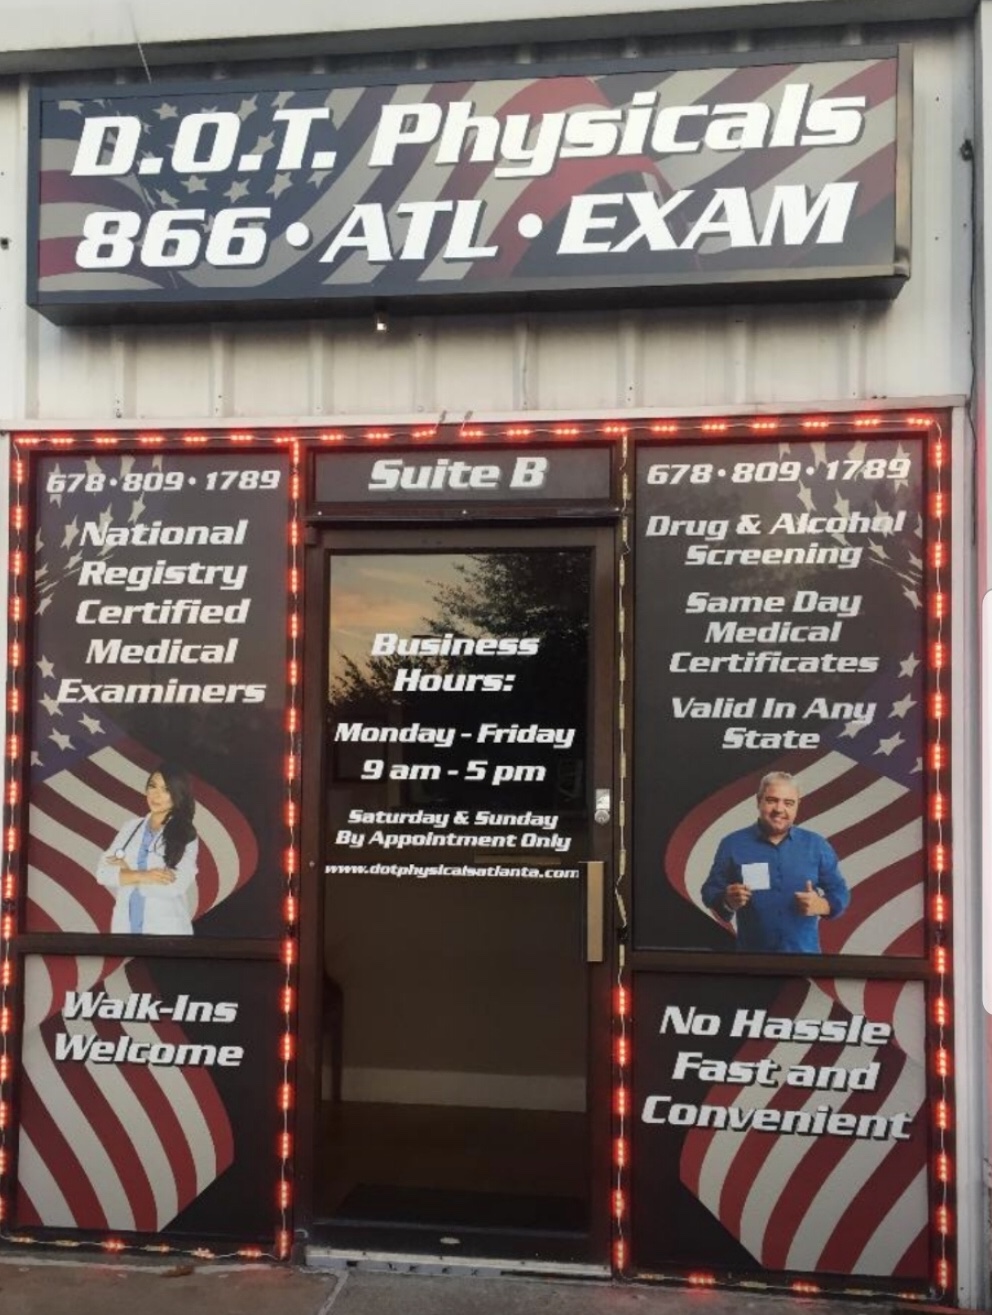 D.O.T. Physicals
866 • ATL • EXAM
678 • 809 • 1789
National
Registry
Certified
Medical
Examiners
Walk-Ins
Welcome
Suite B
Business
Hours:
Monday - Friday
9 am - 5 pm
Saturday & Sunday
By Appointment Only
www.dotphysicalsatlanta.com
678 • 809 • 1789
Drug & Alcohol
Screening
Same Day
Medical
Certificates
Valid In Any
State
No Hassle
Fast and
Convenient